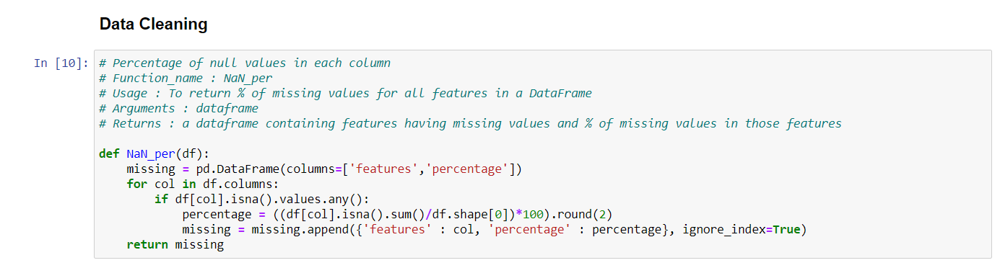 Data Cleaning
In [10]: # Percentage of null values in each column
# Function_name : NaN_per
# Usage : To return % of missing values for all features in a DataFrame
# Arguments : dataframe
# Returns : a dataframe containing features having missing values and % of missing values in those features

def NaN_per(df):
    missing = pd.DataFrame(columns=['features','percentage'])
    for col in df.columns:
        if df[col].isna().values.any():
            percentage = ((df[col].isna().sum()/df.shape[0])*100).round(2)
            missing = missing.append({'features' : col, 'percentage' : percentage}, ignore_index=True)
    return missing